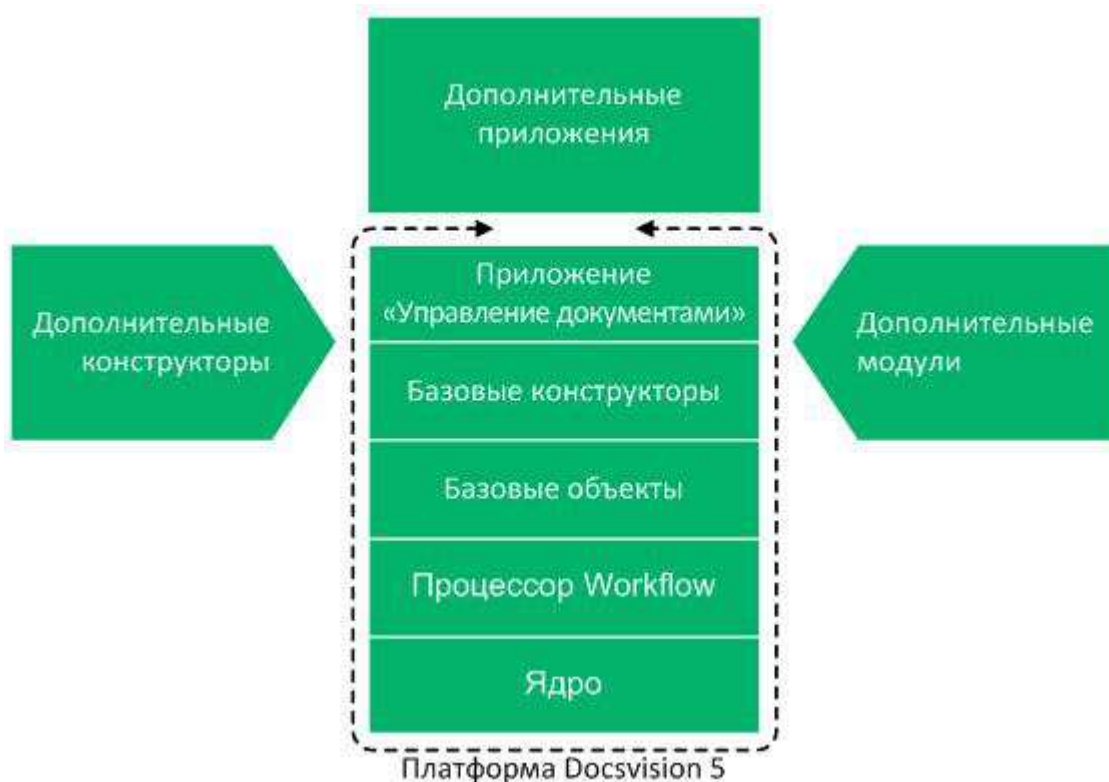 Дополнительные
приложения
Приложение
«Управление документами»
Дополнительные
конструкторы
Дополнительные
модули
Базовые конструкторы
Базовые объекты
Процессор Workflow
Ядро
Платформа Docsvision 5